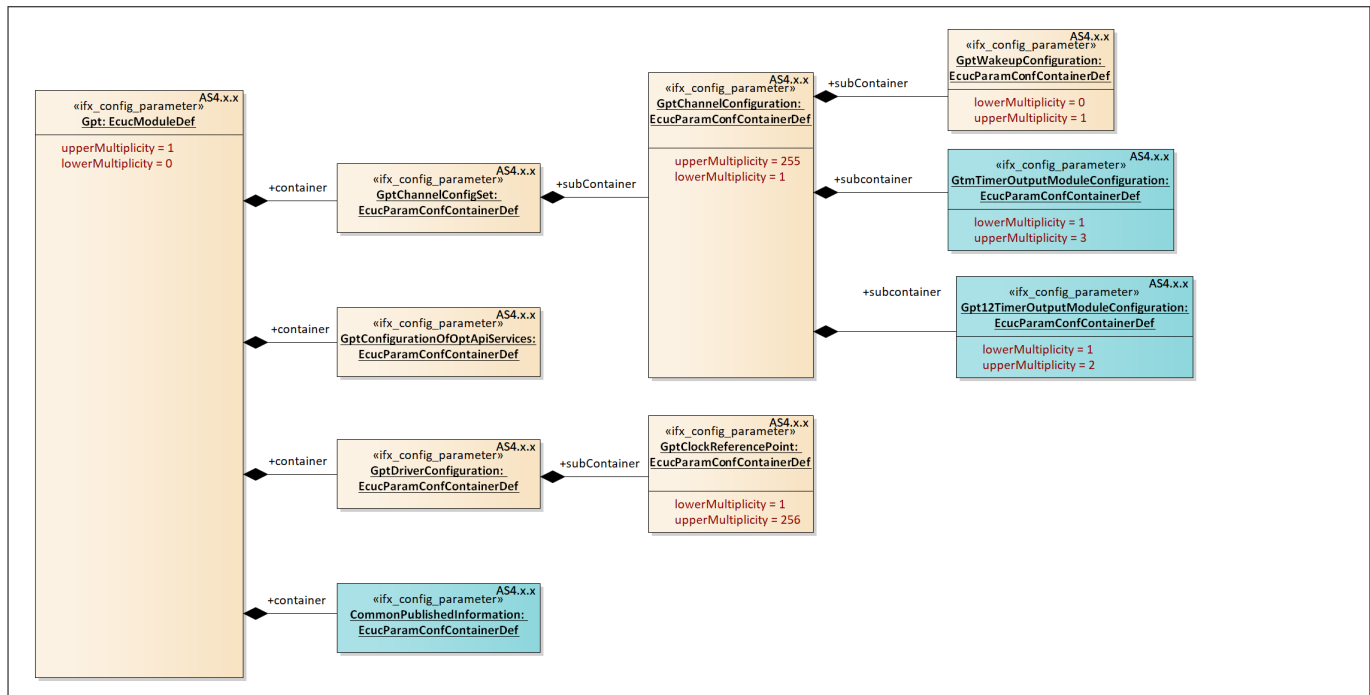 AS4.x.x
«ifx_config_parameter»
Gpt: EcucModuleDef
upperMultiplicity = 1
lowerMultiplicity = 0
+container
AS4.x.x
«ifx_config_parameter»
GptChannelConfigSet:
EcucParamConfContainerDef
+subContainer
AS4.x.x
«ifx_config_parameter»
GptChannelConfiguration:
EcucParamConfContainerDef
upperMultiplicity = 255
lowerMultiplicity = 1
+subContainer
AS4.x.x
«ifx_config_parameter»
GptWakeupConfiguration:
EcucParamConfContainerDef
lowerMultiplicity = 0
upperMultiplicity = 1
+subcontainer
AS4.x.x
«ifx_config_parameter»
GtmTimerOutputModuleConfiguration:
EcucParamConfContainerDef
lowerMultiplicity = 1
upperMultiplicity = 3
+subcontainer
AS4.x.x
«ifx_config_parameter»
Gpt12TimerOutputModuleConfiguration:
EcucParamConfContainerDef
lowerMultiplicity = 1
upperMultiplicity = 2
+container
AS4.x.x
«ifx_config_parameter»
GptConfigurationOfOptApiServices:
EcucParamConfContainerDef
+container
AS4.x.x
«ifx_config_parameter»
GptDriverConfiguration:
EcucParamConfContainerDef
+subContainer
AS4.x.x
«ifx_config_parameter»
GptClockReferencePoint:
EcucParamConfContainerDef
lowerMultiplicity = 1
upperMultiplicity = 256
+container
AS4.x.x
«ifx_config_parameter»
CommonPublishedInformation:
EcucParamConfContainerDef